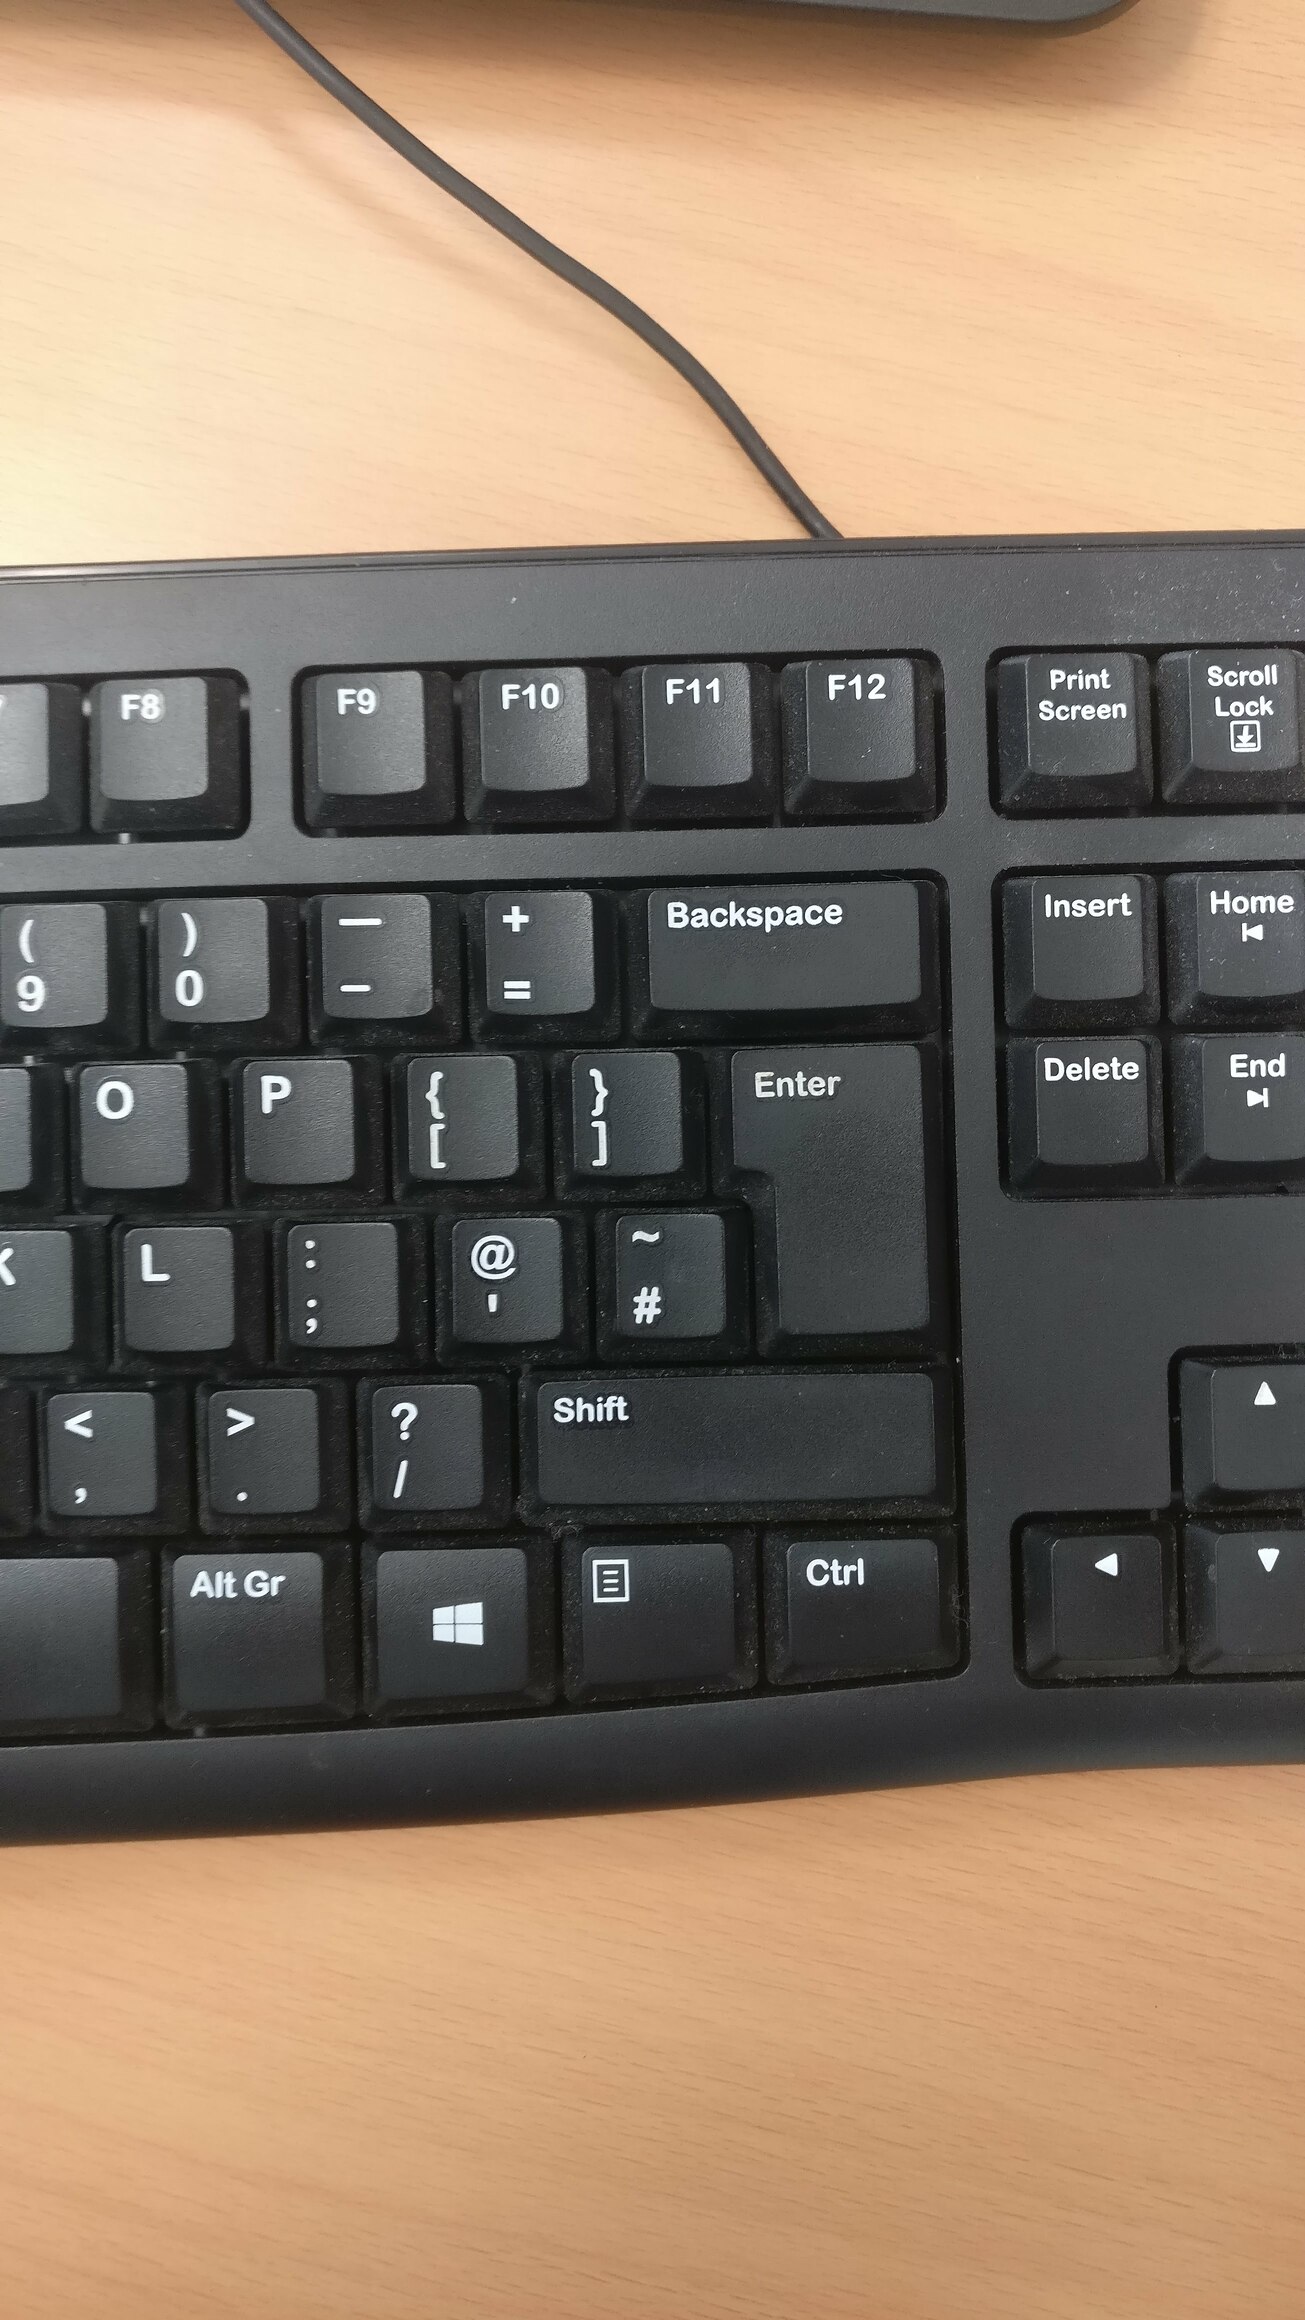 F8 F9 F10 F11 F12 Print Screen Scroll Lock
( 9 ) 0 — - + = Backspace Insert Home
O P { [ } ] Enter Delete End
K L : ; @ ' ~ #
< , > . ? / Shift
Alt Gr Ctrl